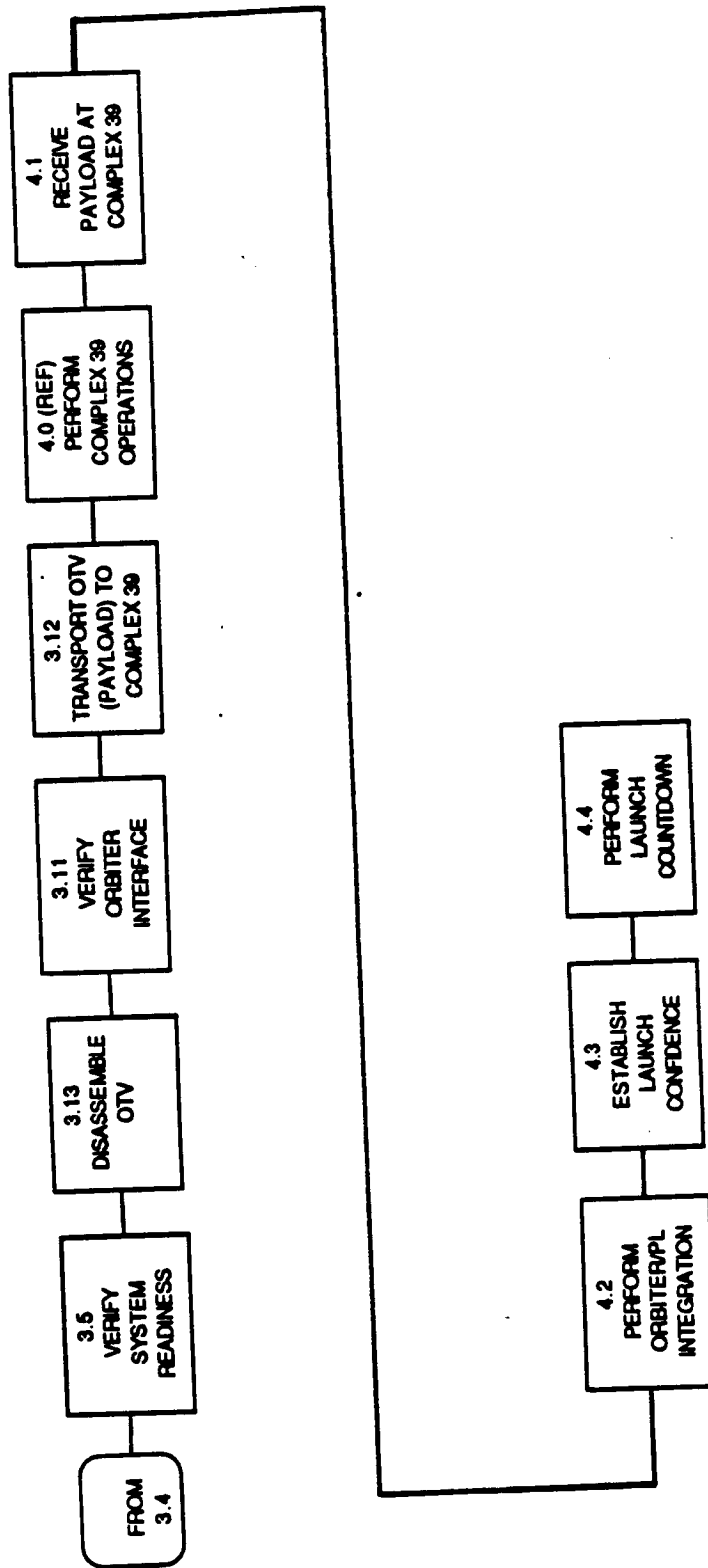 FROM
3.4
3.5
VERIFY
SYSTEM
READINESS
3.13
DISASSEMBLE
OTV
3.11
VERIFY
ORBITER
INTERFACE
3.12
TRANSPORT OTV
(PAYLOAD) TO
COMPLEX 39
4.0 (REF)
PERFORM
COMPLEX 39
OPERATIONS
4.1
RECEIVE
PAYLOAD AT
COMPLEX 39
4.2
PERFORM
ORBITER/PL
INTEGRATION
4.3
ESTABLISH
LAUNCH
CONFIDENCE
4.4
PERFORM
LAUNCH
COUNTDOWN